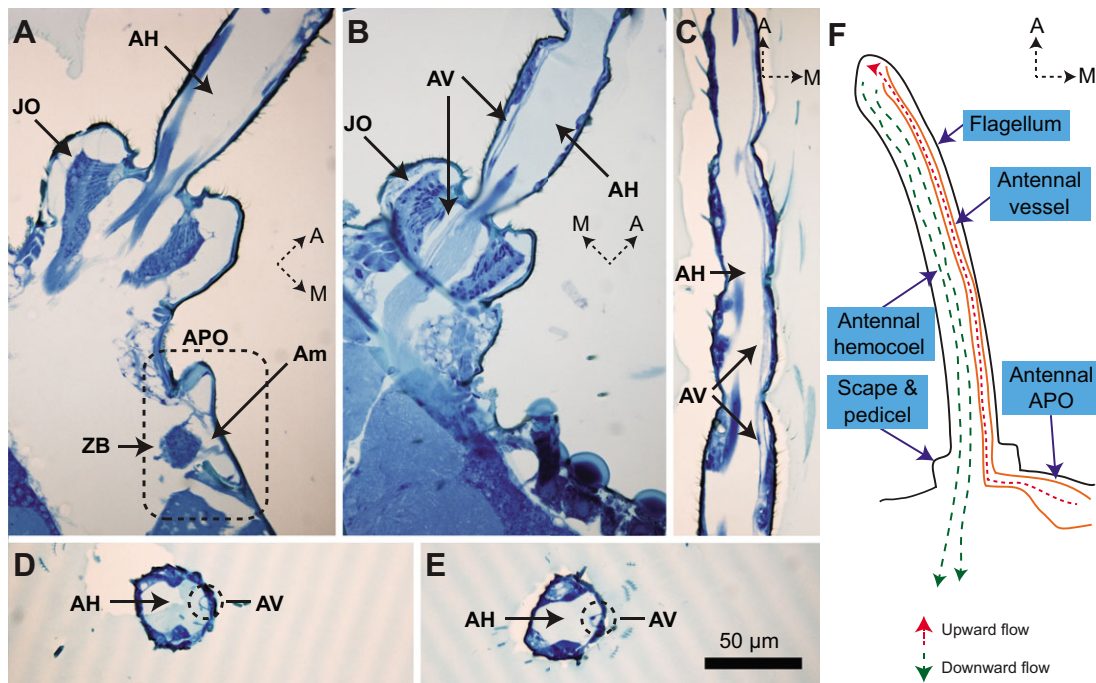 A
AH
JO
A
M
APO
Am
ZB
B
AV
JO
AH
M
A
C
A
M
AH
AV
D
AH
AV
E
AH
AV
50 µm
F
A
M
Flagellum
Antennal
vessel
Antennal
hemocoel
Scape &
pedicel
Antennal
APO
Upward flow
Downward flow